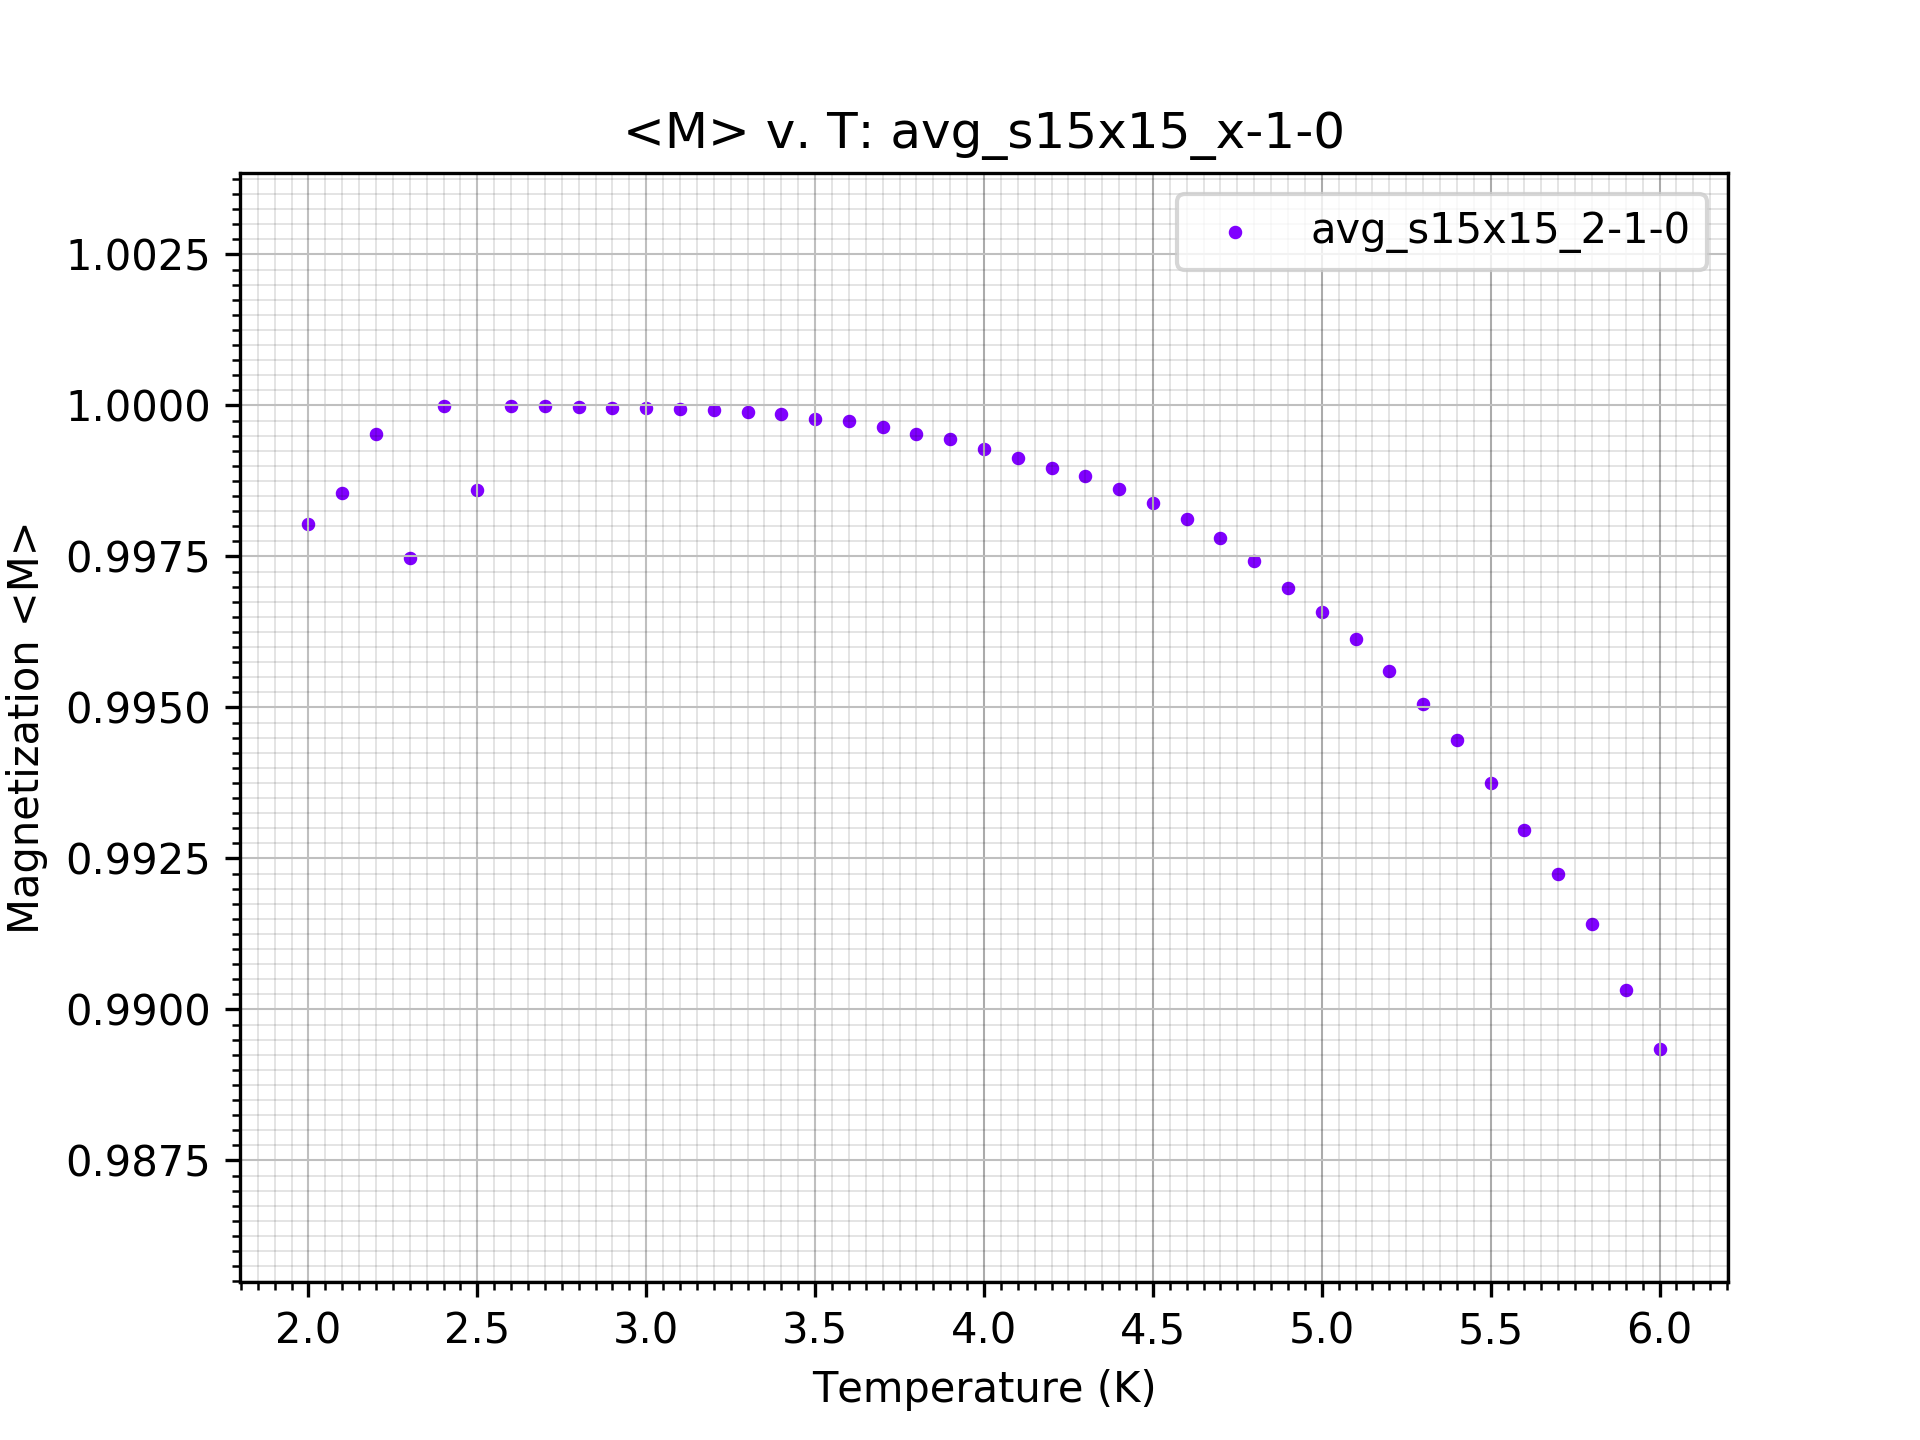 <M> v. T: avg_s15x15_x-1-0
avg_s15x15_2-1-0
1.0025
1.0000
0.9975
0.9950
0.9925
0.9900
0.9875
Magnetization <M>
2.0 2.5 3.0 3.5 4.0 4.5 5.0 5.5 6.0
Temperature (K)